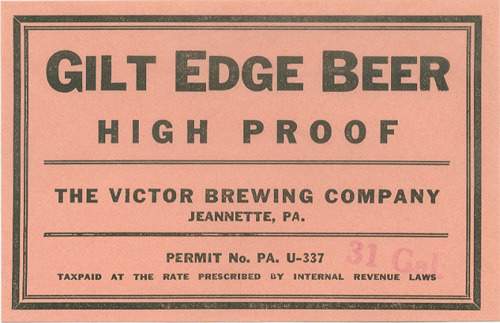 GILT EDGE BEER
HIGH PROOF
THE VICTOR BREWING COMPANY
JEANNETTE, PA.
PERMIT No. PA. U-337
31 Gal.
TAXPAID AT THE RATE PRESCRIBED BY INTERNAL REVENUE LAWS